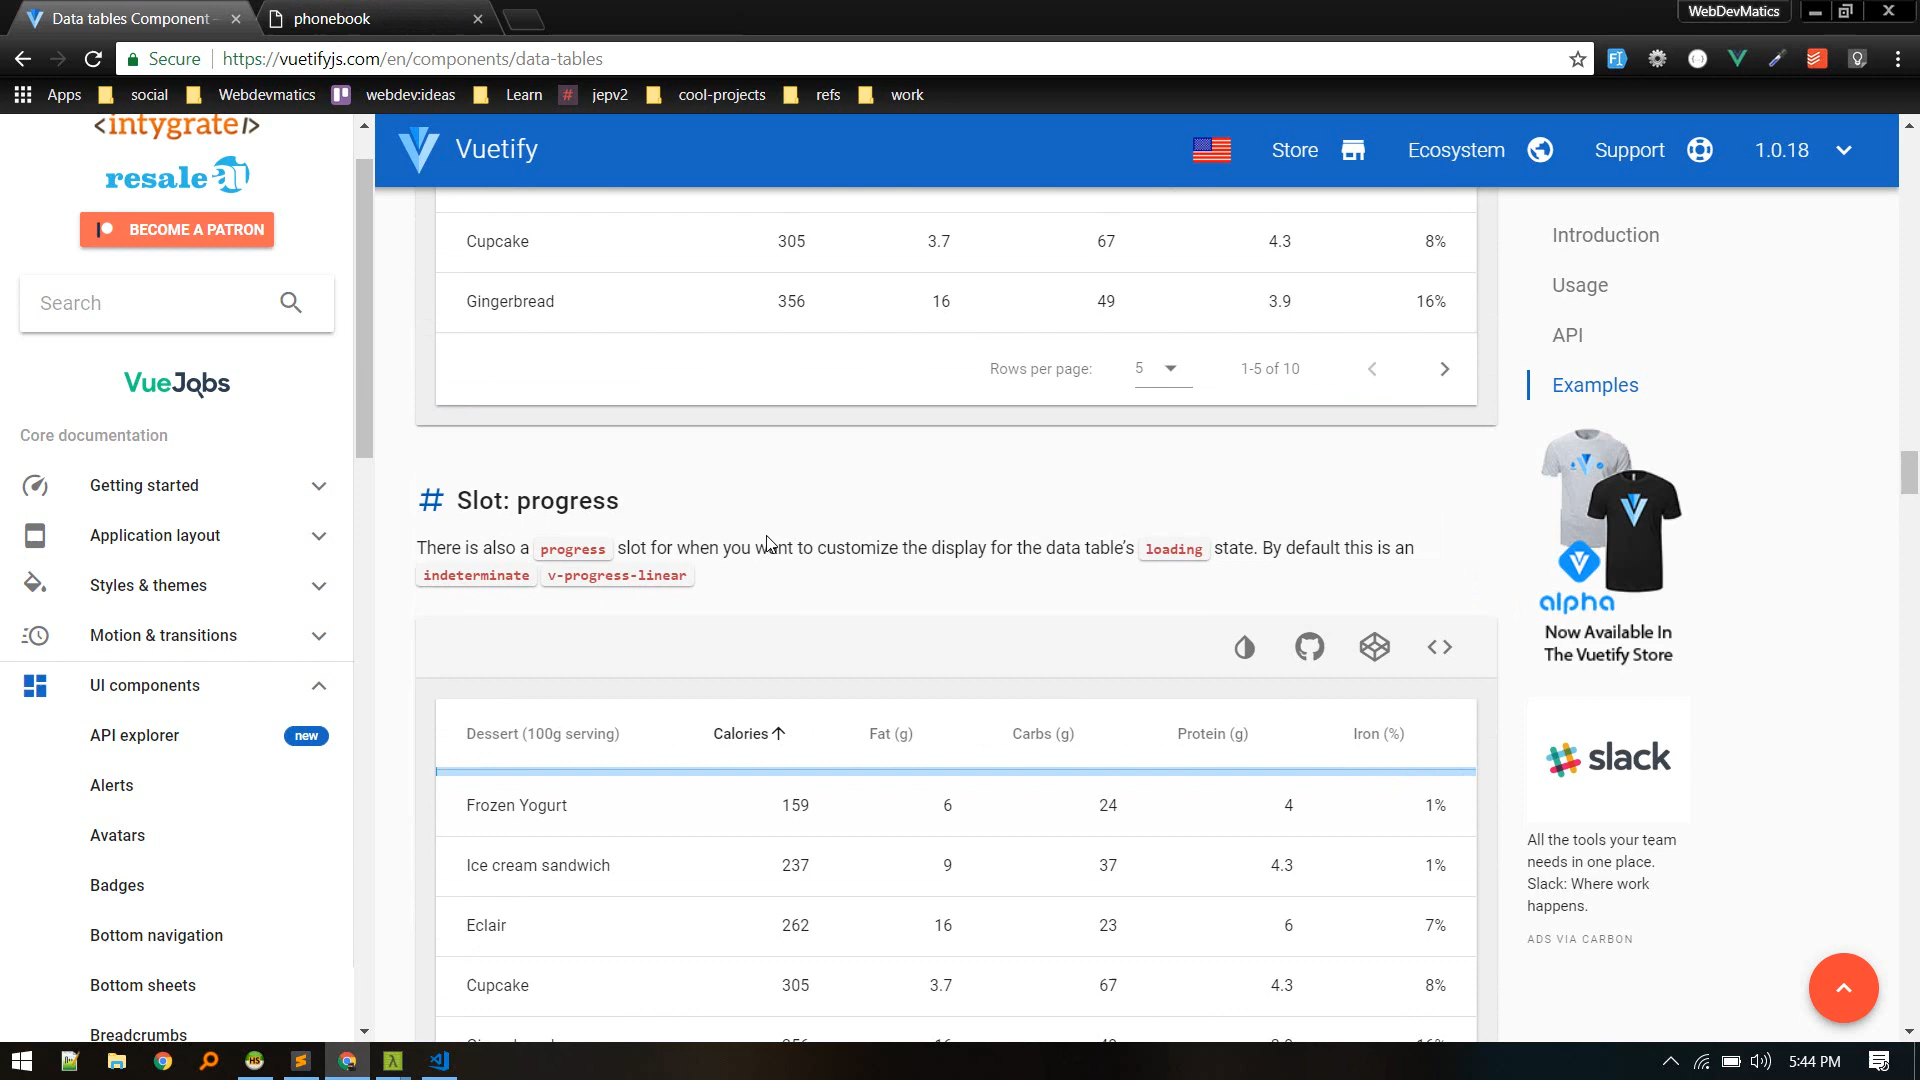 Data tables Component -
phonebook
WebDevMatics
Secure
https://vuetifyjs.com/en/components/data-tables
Apps
social
Webdevmatics
webdev:ideas
Learn
jepv2
cool-projects
refs
work
<intygrate/>
resale
BECOME A PATRON
Search
VueJobs
Core documentation
Getting started
Application layout
Styles & themes
Motion & transitions
UI components
API explorer new
Alerts
Avatars
Badges
Bottom navigation
Bottom sheets
Breadcrumbs
Vuetify
Store
Ecosystem
Support
1.0.18
Cupcake 305 3.7 67 4.3 8%
Gingerbread 356 16 49 3.9 16%
Rows per page: 5 1-5 of 10
# Slot: progress
There is also a progress slot for when you want to customize the display for the data table's loading state. By default this is an
indeterminate v-progress-linear
Dessert (100g serving) Calories Fat (g) Carbs (g) Protein (g) Iron (%)
Frozen Yogurt 159 6 24 4 1%
Ice cream sandwich 237 9 37 4.3 1%
Eclair 262 16 23 6 7%
Cupcake 305 3.7 67 4.3 8%
Introduction
Usage
API
Examples
alpha
Now Available In
The Vuetify Store
slack
All the tools your team
needs in one place.
Slack: Where work
happens.
ADS VIA CARBON
5:44 PM